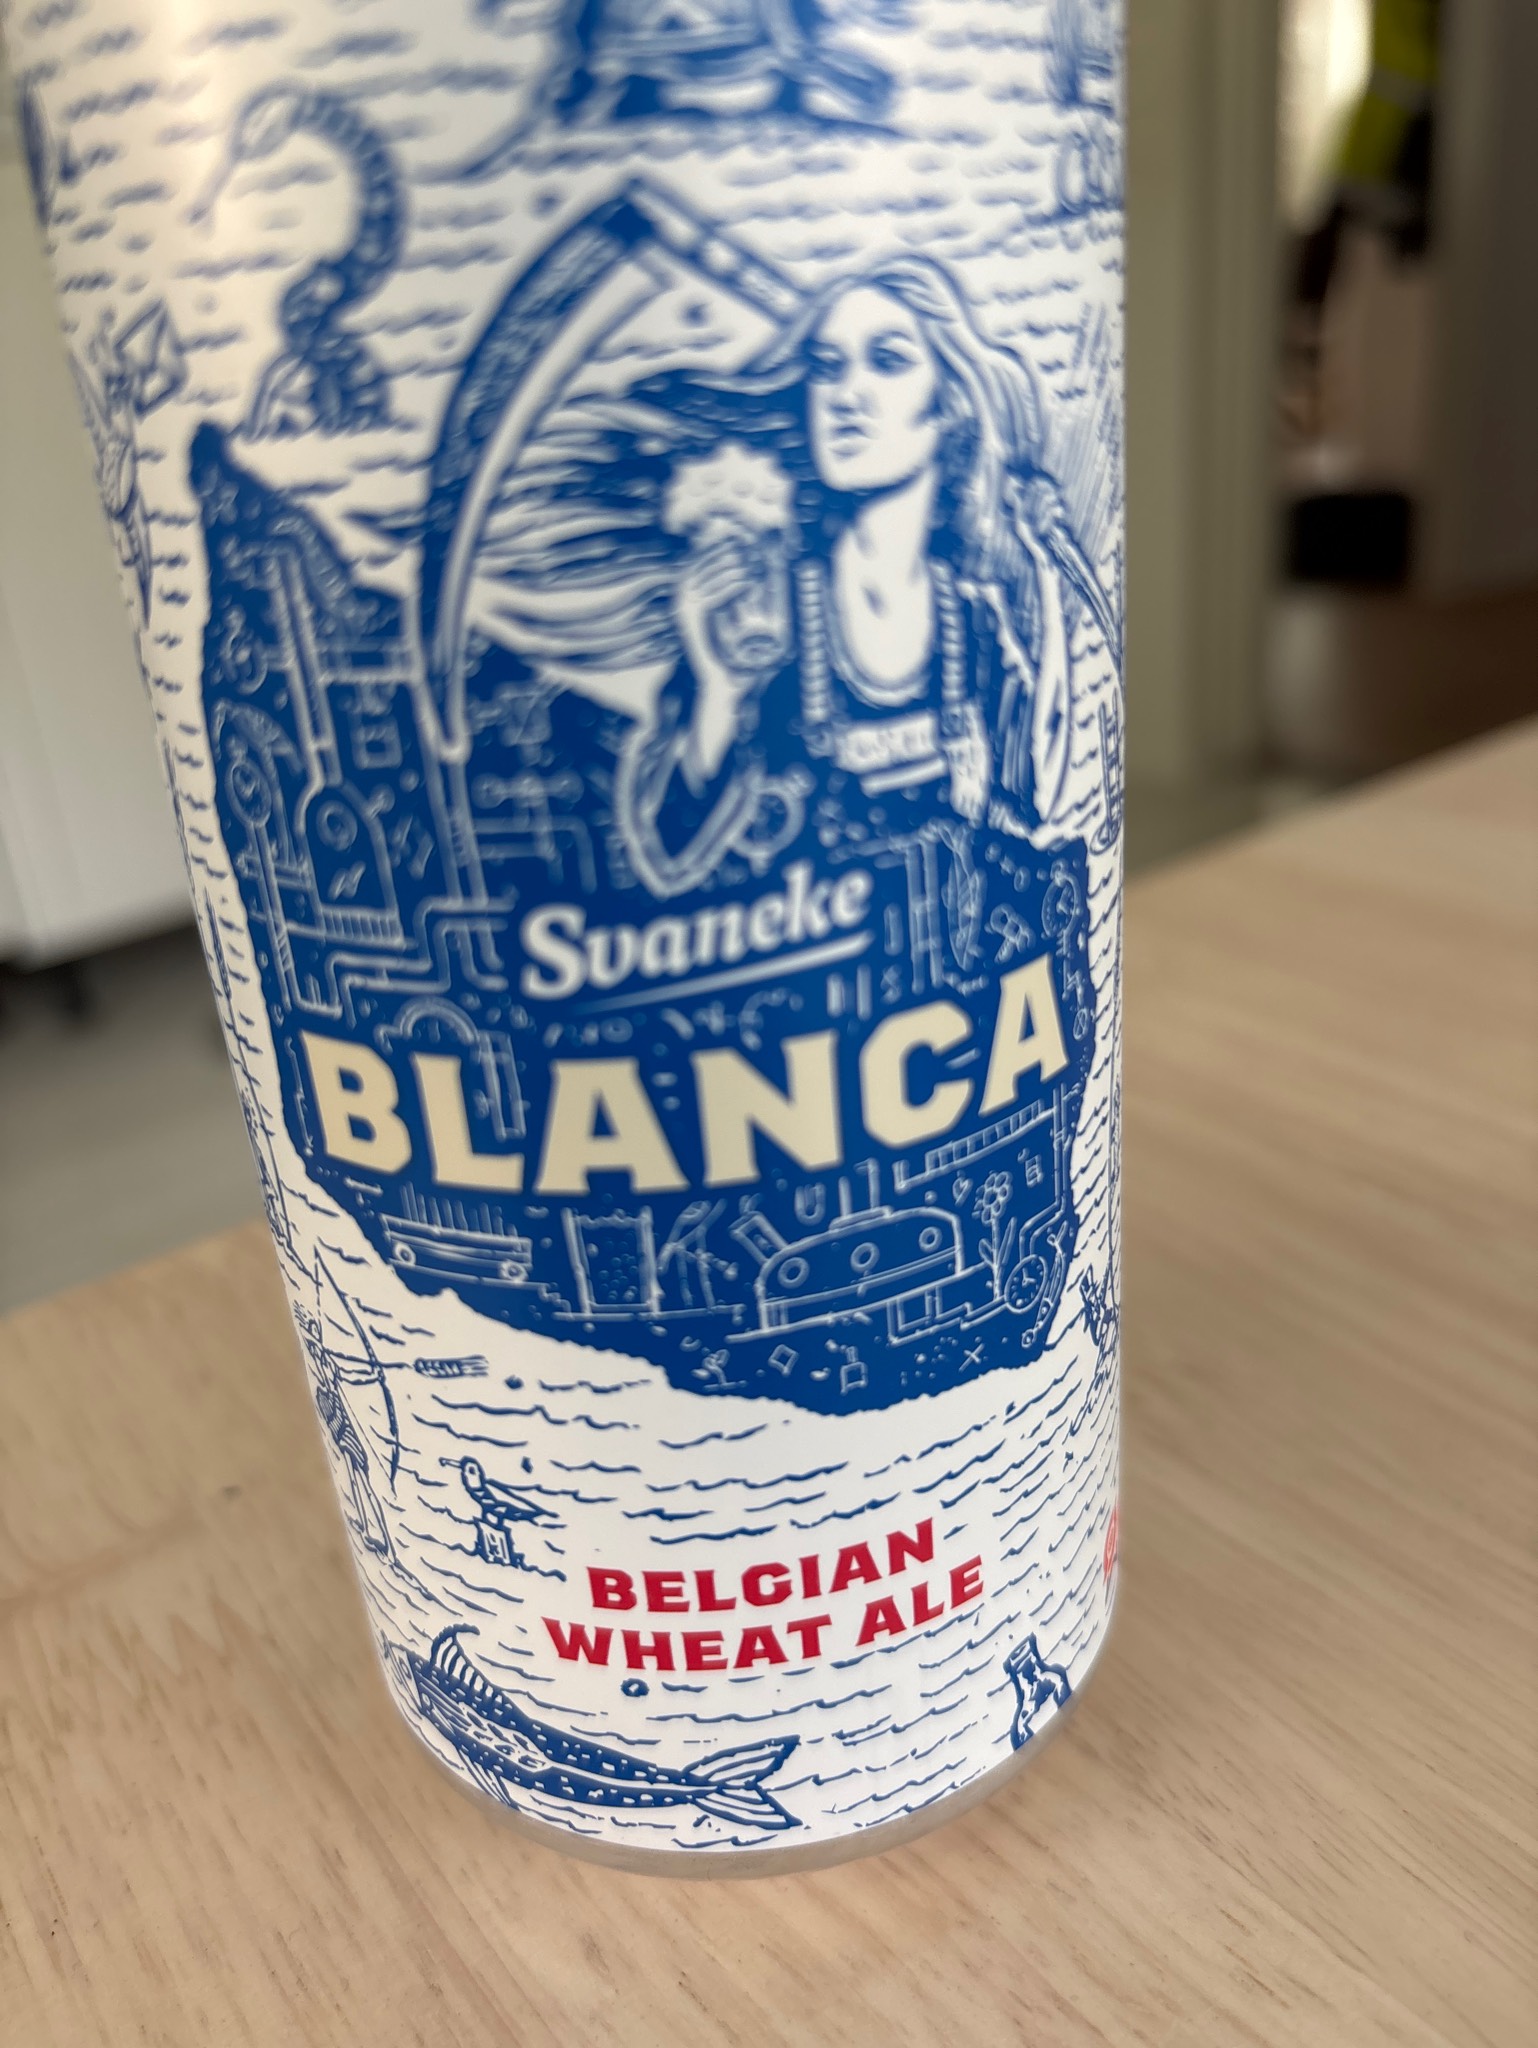 Svaneke
BLANCA
BELGIAN
WHEAT ALE